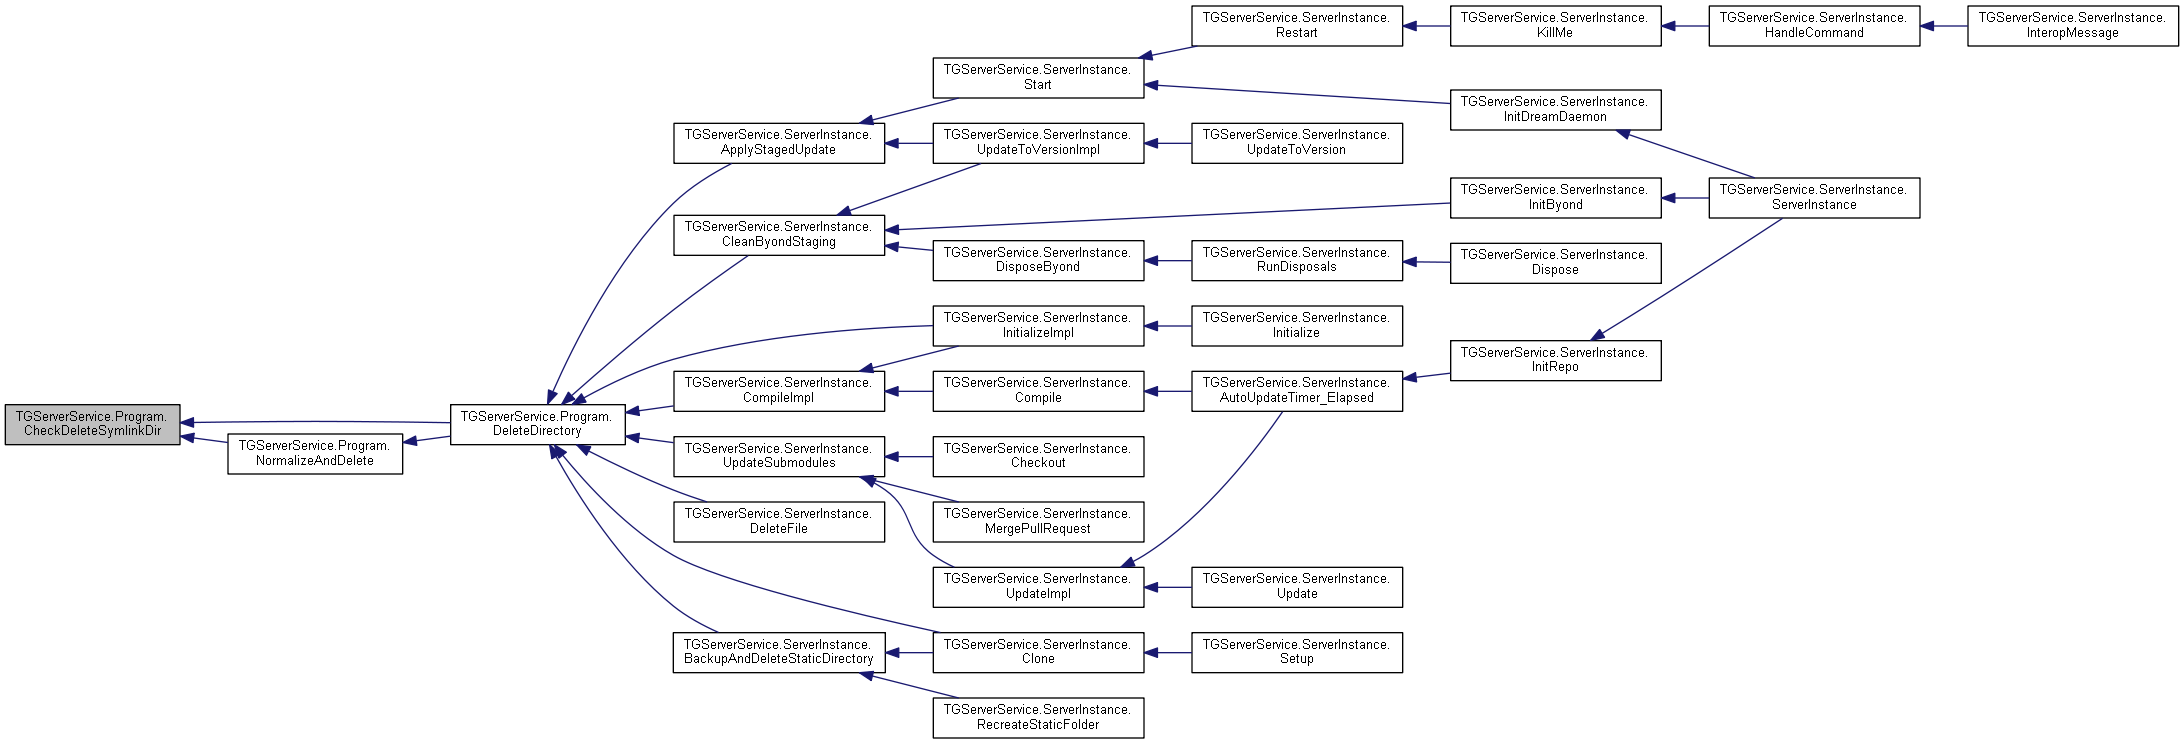 TGServerService.ServerInstance.
Restart
TGServerService.ServerInstance.
KillMe
TGServerService.ServerInstance.
HandleCommand
TGServerService.ServerInstance.
InteropMessage
TGServerService.ServerInstance.
Start
TGServerService.ServerInstance.
InitDreamDaemon
TGServerService.ServerInstance.
ApplyStagedUpdate
TGServerService.ServerInstance.
UpdateToVersionImpl
TGServerService.ServerInstance.
UpdateToVersion
TGServerService.ServerInstance.
InitByond
TGServerService.ServerInstance.
ServerInstance
TGServerService.ServerInstance.
CleanByondStaging
TGServerService.ServerInstance.
DisposeByond
TGServerService.ServerInstance.
RunDisposals
TGServerService.ServerInstance.
Dispose
TGServerService.ServerInstance.
InitializeImpl
TGServerService.ServerInstance.
Initialize
TGServerService.ServerInstance.
InitRepo
TGServerService.ServerInstance.
CompileImpl
TGServerService.ServerInstance.
Compile
TGServerService.ServerInstance.
AutoUpdateTimer_Elapsed
TGServerService.Program.
CheckDeleteSymlinkDir
TGServerService.Program.
NormalizeAndDelete
TGServerService.Program.
DeleteDirectory
TGServerService.ServerInstance.
UpdateSubmodules
TGServerService.ServerInstance.
Checkout
TGServerService.ServerInstance.
DeleteFile
TGServerService.ServerInstance.
MergePullRequest
TGServerService.ServerInstance.
UpdateImpl
TGServerService.ServerInstance.
Update
TGServerService.ServerInstance.
BackupAndDeleteStaticDirectory
TGServerService.ServerInstance.
Clone
TGServerService.ServerInstance.
Setup
TGServerService.ServerInstance.
RecreateStaticFolder